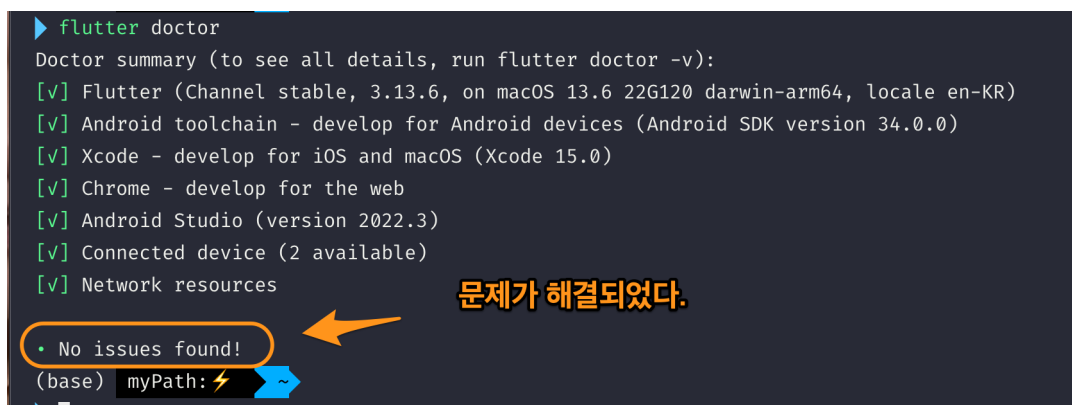 flutter doctor
Doctor summary (to see all details, run flutter doctor -v):
[√] Flutter (Channel stable, 3.13.6, on macOS 13.6 22G120 darwin-arm64, locale en-KR)
[√] Android toolchain - develop for Android devices (Android SDK version 34.0.0)
[√] Xcode - develop for iOS and macOS (Xcode 15.0)
[√] Chrome - develop for the web
[√] Android Studio (version 2022.3)
[√] Connected device (2 available)
[√] Network resources
문제가 해결되었다.
• No issues found!
(base) myPath:⚡ ~